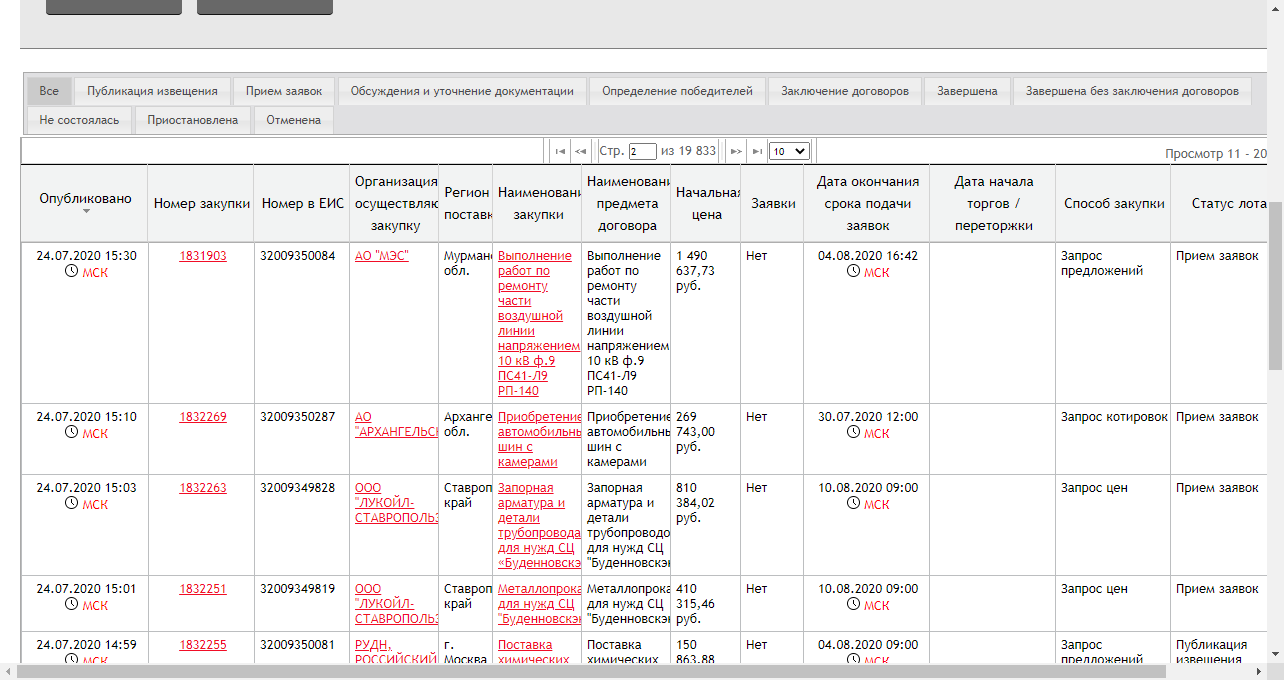 Все Публикация извещения Прием заявок Обсуждения и уточнение документации Определение победителей Заключение договоров Завершена Завершена без заключения договоров
Не состоялась Приостановлена Отменена
Стр. 2 из 19 833 10
Просмотр 11 - 20
Опубликовано
Номер закупки
Номер в ЕИС
Организация
осуществляю
закупку
Регион
поставк
Наименовани
закупки
Наименовани
предмета
договора
Начальная
цена
Заявки
Дата окончания
срока подачи
заявок
Дата начала
торгов /
переторжки
Способ закупки
Статус лота
24.07.2020 15:30
МСК
1831903
32009350084
АО "МЭС"
Мурман
обл.
Выполнение
работ по
ремонту
части
воздушной
линии
напряжением
10 кВ ф.9
ПС41-Л9
РП-140
Выполнение
работ по
ремонту
части
воздушной
линии
напряжением
10 кВ ф.9
ПС41-Л9
РП-140
1 490
637,73
руб.
Нет
04.08.2020 16:42
МСК
Запрос
предложений
Прием заявок
24.07.2020 15:10
МСК
1832269
32009350287
АО
"АРХАНГЕЛЬСК
Арханге
обл.
Приобретение
автомобильнь
шин с
камерами
Приобретение
автомобильнь
шин с
камерами
269
743,00
руб.
Нет
30.07.2020 12:00
МСК
Запрос котировок
Прием заявок
24.07.2020 15:03
МСК
1832263
32009349828
ООО
"ЛУКОЙЛ-
СТАВРОПОЛЬЭ
Ставроп
край
Запорная
арматура и
детали
трубопровода
для нужд СЦ
«Буденновскэ
Запорная
арматура и
детали
трубопрово
для нужд СЦ
"Буденновскэн
810
384,02
руб.
Нет
10.08.2020 09:00
МСК
Запрос цен
Прием заявок
24.07.2020 15:01
МСК
1832251
32009349819
ООО
"ЛУКОЙЛ-
СТАВРОПОЛЬЭ
Ставроп
край
Металлопрока
для нужд СЦ
"Буденновскэн
Металлопрока
для нужд СЦ
"Буденновскэн
410
315,46
руб.
Нет
10.08.2020 09:00
МСК
Запрос цен
Прием заявок
24.07.2020 14:59
МСК
1832255
32009350081
РУДН,
РОССИЙСКИЙ
г.
Москва
Поставка
химических
Поставка
химических
150
863,88
Нет
04.08.2020 09:00
МСК
Запрос
предложений
Публикация
извещения